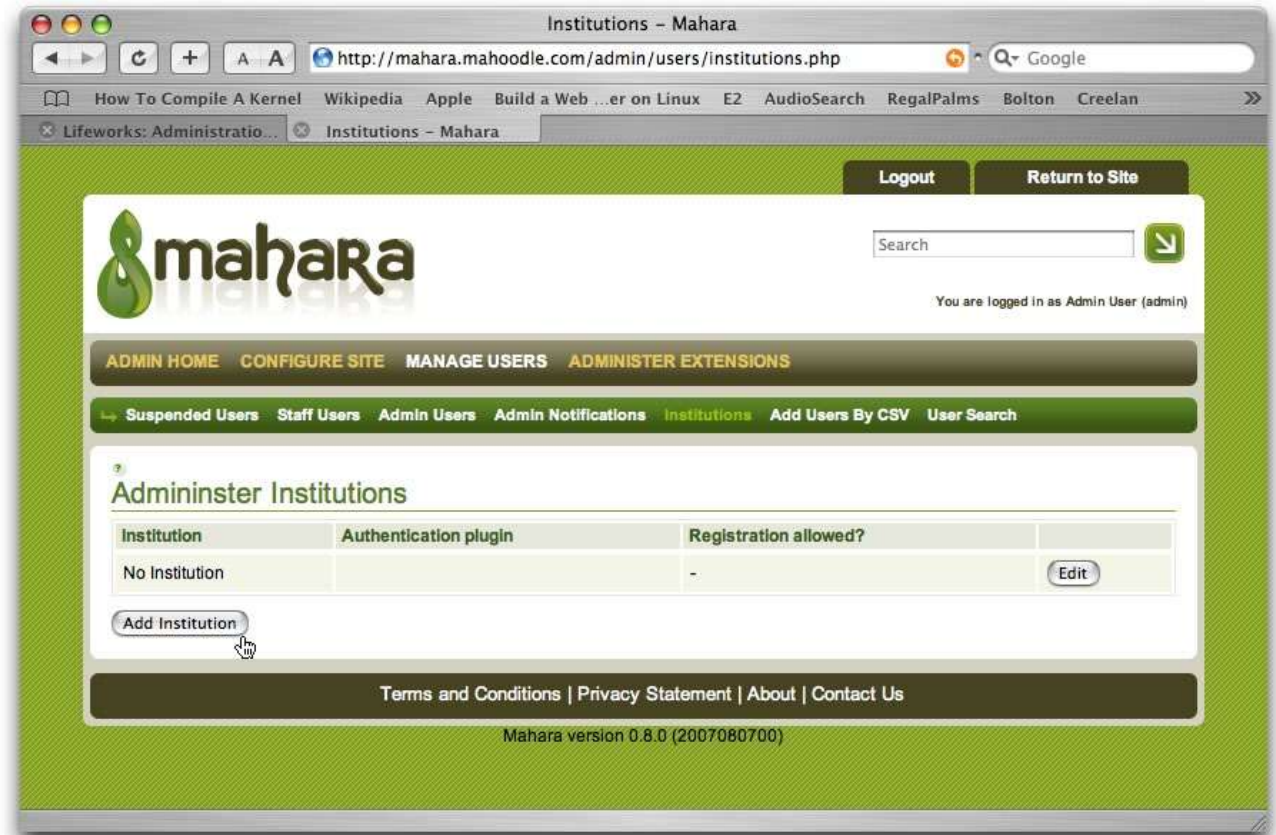 Institutions – Mahara
A A http://mahara.mahoodle.com/admin/users/institutions.php Google
How To Compile A Kernel Wikipedia Apple Build a Web ...er on Linux E2 AudioSearch RegalPalms Bolton Creelan »
Lifeworks: Administratio... Institutions – Mahara
Logout Return to Site
mahara
Search
You are logged in as Admin User (admin)
ADMIN HOME CONFIGURE SITE MANAGE USERS ADMINISTER EXTENSIONS
Suspended Users Staff Users Admin Users Admin Notifications Institutions Add Users By CSV User Search
?
Admininster Institutions
Institution Authentication plugin Registration allowed?
No Institution - Edit
Add Institution
Terms and Conditions | Privacy Statement | About | Contact Us
Mahara version 0.8.0 (2007080700)